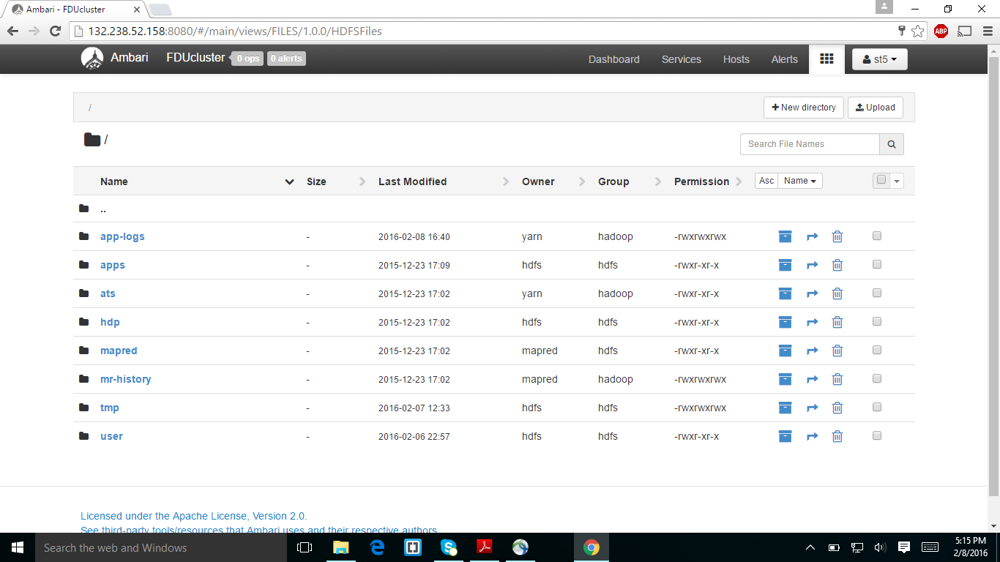 Ambari - FDUcluster
132.238.52.158:8080/#/main/views/FILES/1.0.0/HDFSFiles
ABP
Ambari FDUcluster 0 ops 0 alerts Dashboard Services Hosts Alerts st5
/ New directory Upload
/ Search File Names
Name Size Last Modified Owner Group Permission Asc Name
..
app-logs - 2016-02-08 16:40 yarn hadoop -rwxrwxrwx
apps - 2015-12-23 17:09 hdfs hdfs -rwxr-xr-x
ats - 2015-12-23 17:02 yarn hadoop -rwxr-xr-x
hdp - 2015-12-23 17:02 hdfs hdfs -rwxr-xr-x
mapred - 2015-12-23 17:02 mapred hdfs -rwxr-xr-x
mr-history - 2015-12-23 17:02 mapred hadoop -rwxrwxrwx
tmp - 2016-02-07 12:33 hdfs hdfs -rwxrwxrwx
user - 2016-02-06 22:57 hdfs hdfs -rwxr-xr-x
Licensed under the Apache License, Version 2.0.
See third-party tools/resources that Ambari uses and their respective authors
Search the web and Windows
5:15 PM
2/8/2016